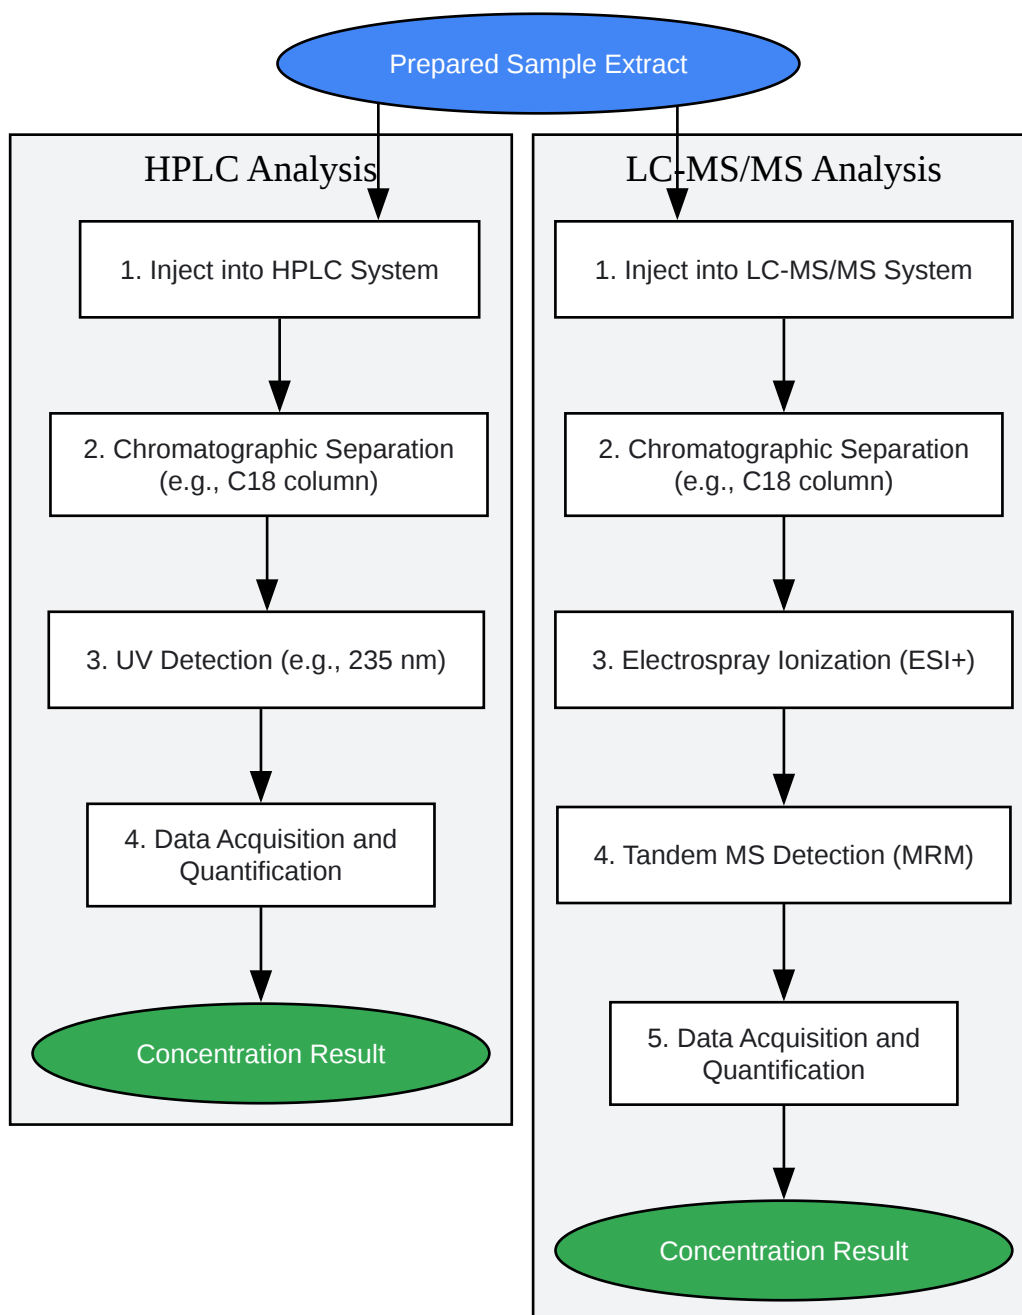 Prepared Sample Extract
HPLC Analysis
1. Inject into HPLC System
2. Chromatographic Separation
(e.g., C18 column)
3. UV Detection (e.g., 235 nm)
4. Data Acquisition and
Quantification
Concentration Result
LC-MS/MS Analysis
1. Inject into LC-MS/MS System
2. Chromatographic Separation
(e.g., C18 column)
3. Electrospray Ionization (ESI+)
4. Tandem MS Detection (MRM)
5. Data Acquisition and
Quantification
Concentration Result